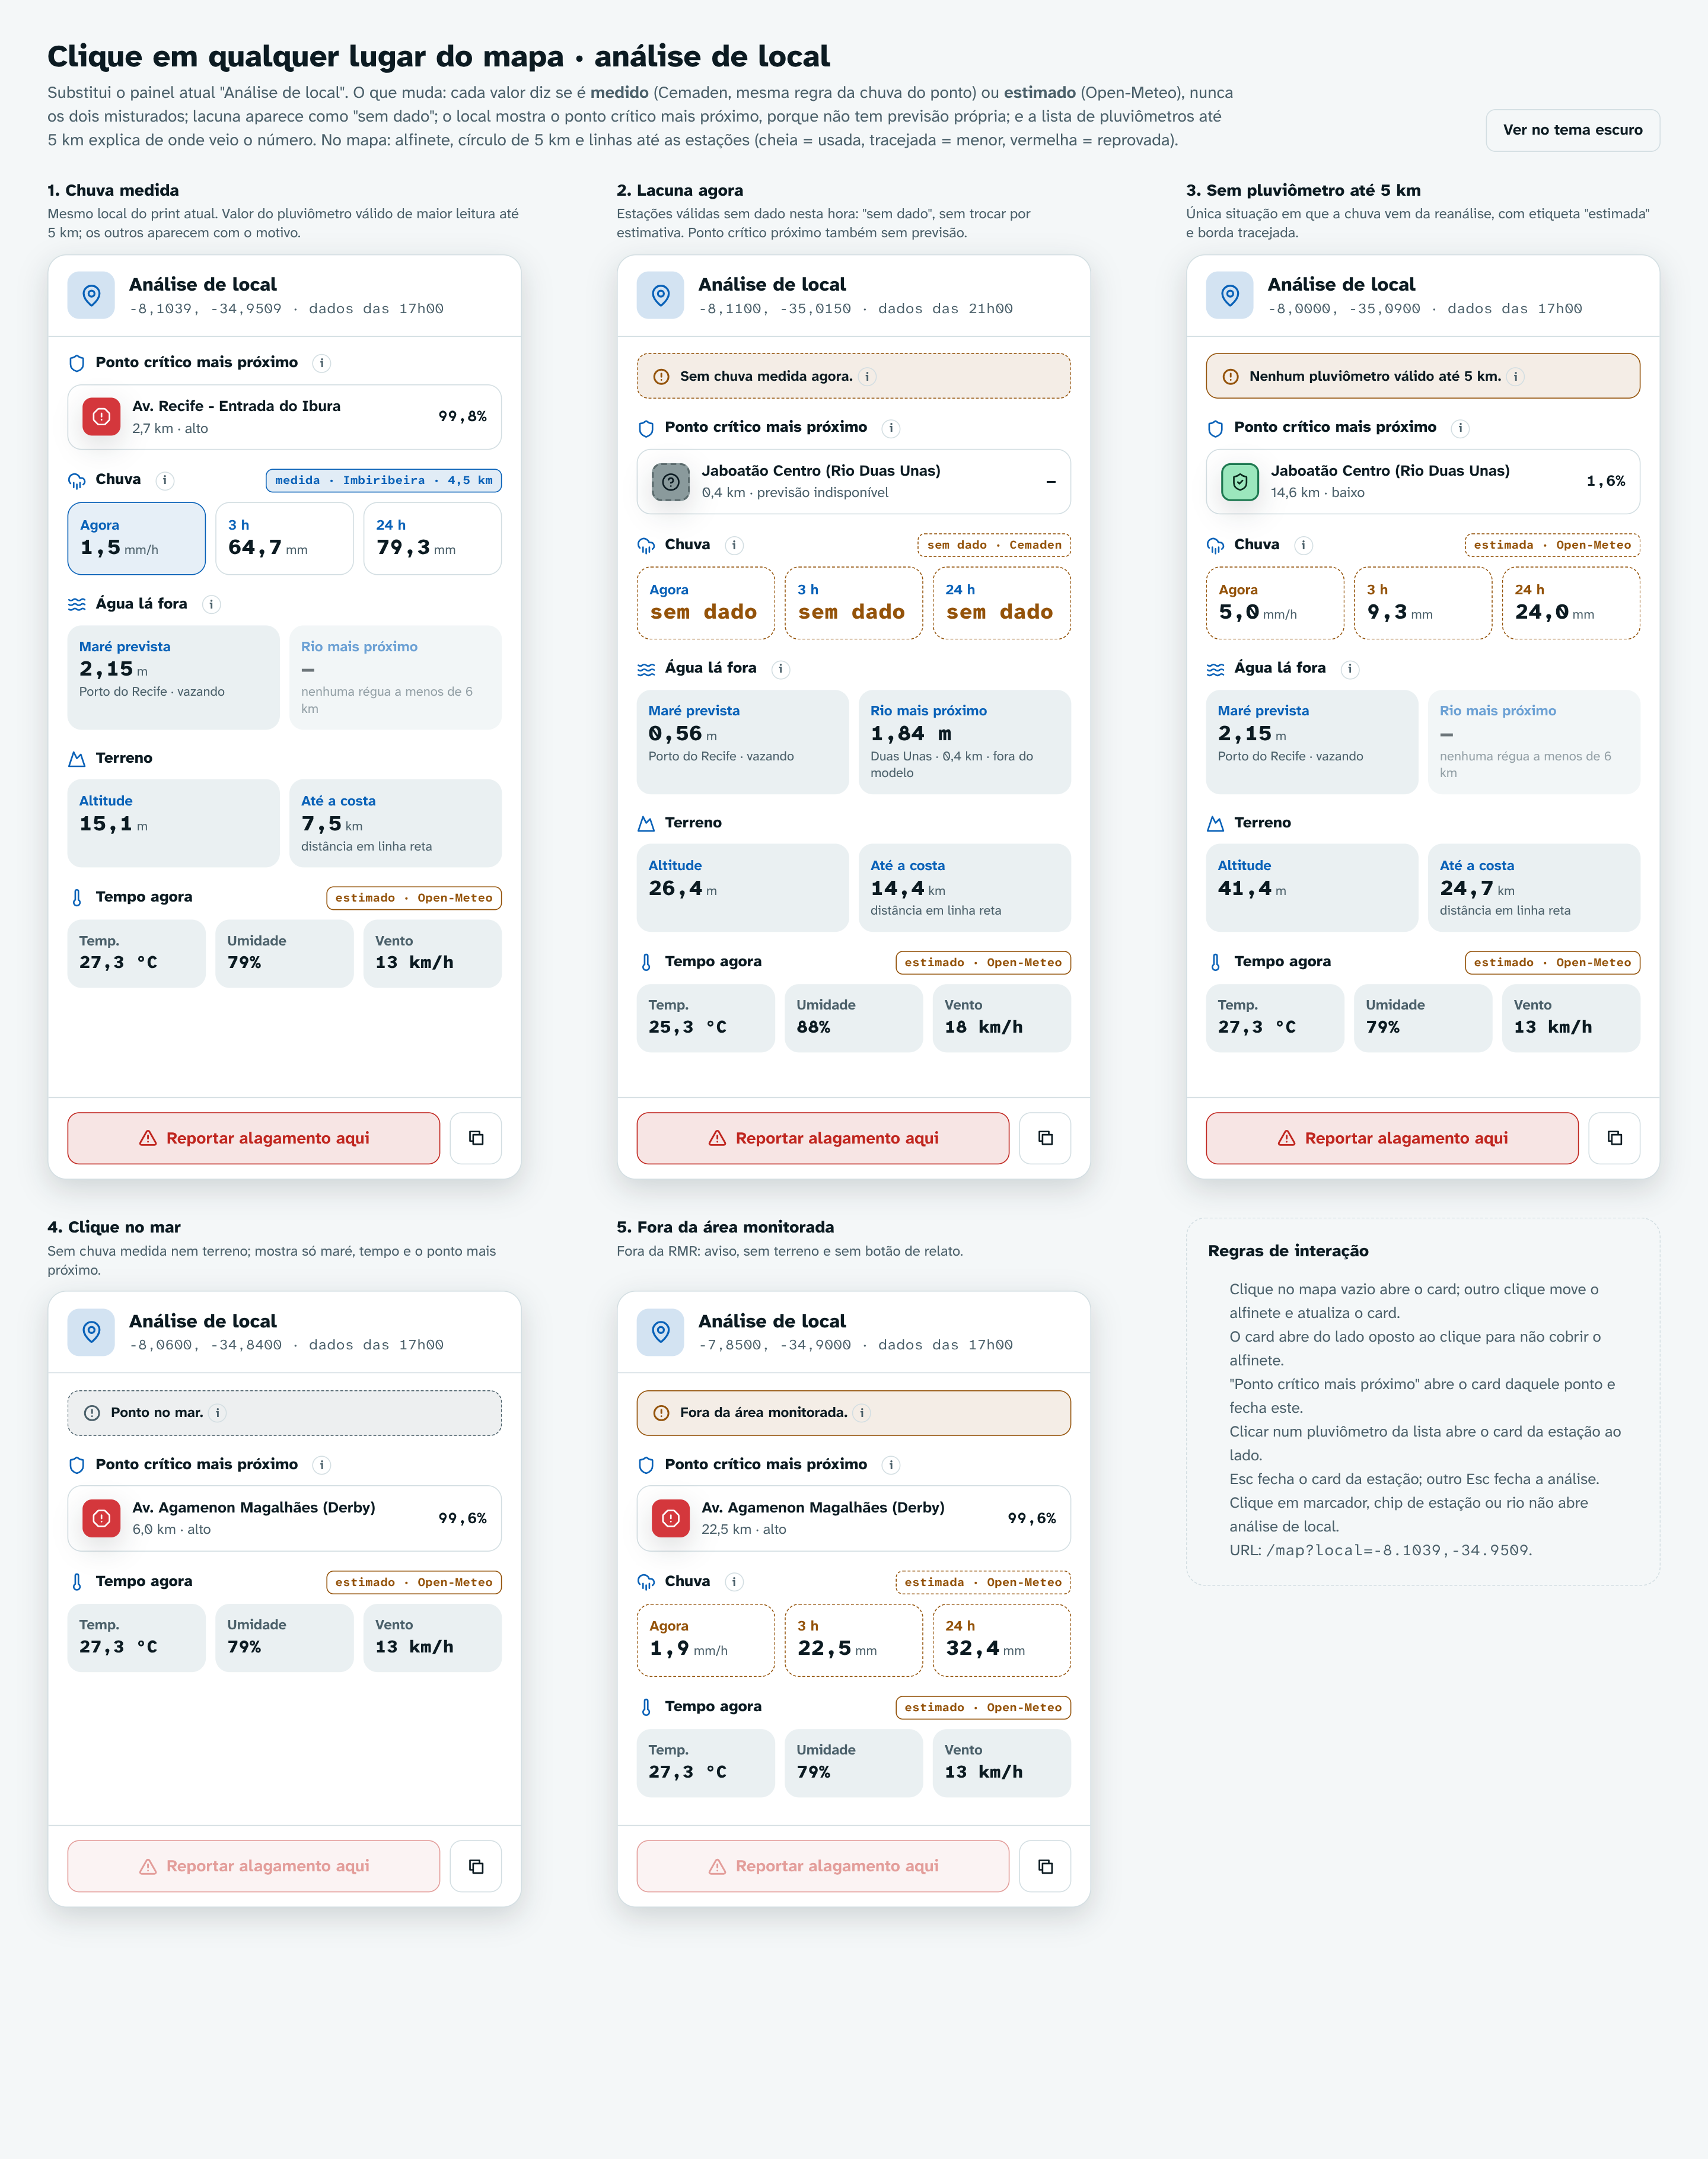 Clique em qualquer lugar do mapa · análise de local
Substitui o painel atual "Análise de local". O que muda: cada valor diz se é medido (Cemaden, mesma regra da chuva do ponto) ou estimado (Open-Meteo), nunca
os dois misturados; lacuna aparece como "sem dado"; o local mostra o ponto crítico mais próximo, porque não tem previsão própria; e a lista de pluviômetros até
5 km explica de onde veio o número. No mapa: alfinete, círculo de 5 km e linhas até as estações (cheia = usada, tracejada = menor, vermelha = reprovada).
Ver no tema escuro
1. Chuva medida
Mesmo local do print atual. Valor do pluviômetro válido de maior leitura até
5 km; os outros aparecem com o motivo.
Análise de local
-8,1039, -34,9509 · dados das 17h00
Ponto crítico mais próximo i
Av. Recife - Entrada do Ibura
2,7 km · alto
99,8%
Chuva i
medida · Imbiribeira · 4,5 km
Agora
1,5 mm/h
3 h
64,7 mm
24 h
79,3 mm
Água lá fora i
Maré prevista
2,15 m
Porto do Recife · vazando
Rio mais próximo
—
nenhuma régua a menos de 6
km
Terreno
Altitude
15,1 m
Até a costa
7,5 km
distância em linha reta
Tempo agora
estimado · Open-Meteo
Temp.
27,3 °C
Umidade
79%
Vento
13 km/h
Reportar alagamento aqui
2. Lacuna agora
Estações válidas sem dado nesta hora: "sem dado", sem trocar por
estimativa. Ponto crítico próximo também sem previsão.
Análise de local
-8,1100, -35,0150 · dados das 21h00
Sem chuva medida agora. i
Ponto crítico mais próximo i
Jaboatão Centro (Rio Duas Unas)
0,4 km · previsão indisponível
—
Chuva i
sem dado · Cemaden
Agora
sem dado
3 h
sem dado
24 h
sem dado
Água lá fora i
Maré prevista
0,56 m
Porto do Recife · vazando
Rio mais próximo
1,84 m
Duas Unas · 0,4 km · fora do
modelo
Terreno
Altitude
26,4 m
Até a costa
14,4 km
distância em linha reta
Tempo agora
estimado · Open-Meteo
Temp.
25,3 °C
Umidade
88%
Vento
18 km/h
Reportar alagamento aqui
3. Sem pluviômetro até 5 km
Única situação em que a chuva vem da reanálise, com etiqueta "estimada"
e borda tracejada.
Análise de local
-8,0000, -35,0900 · dados das 17h00
Nenhum pluviômetro válido até 5 km. i
Ponto crítico mais próximo i
Jaboatão Centro (Rio Duas Unas)
14,6 km · baixo
1,6%
Chuva i
estimada · Open-Meteo
Agora
5,0 mm/h
3 h
9,3 mm
24 h
24,0 mm
Água lá fora i
Maré prevista
2,15 m
Porto do Recife · vazando
Rio mais próximo
—
nenhuma régua a menos de 6
km
Terreno
Altitude
41,4 m
Até a costa
24,7 km
distância em linha reta
Tempo agora
estimado · Open-Meteo
Temp.
27,3 °C
Umidade
79%
Vento
13 km/h
Reportar alagamento aqui
4. Clique no mar
Sem chuva medida nem terreno; mostra só maré, tempo e o ponto mais
próximo.
Análise de local
-8,0600, -34,8400 · dados das 17h00
Ponto no mar. i
Ponto crítico mais próximo i
Av. Agamenon Magalhães (Derby)
6,0 km · alto
99,6%
Tempo agora
estimado · Open-Meteo
Temp.
27,3 °C
Umidade
79%
Vento
13 km/h
Reportar alagamento aqui
5. Fora da área monitorada
Fora da RMR: aviso, sem terreno e sem botão de relato.
Análise de local
-7,8500, -34,9000 · dados das 17h00
Fora da área monitorada. i
Ponto crítico mais próximo i
Av. Agamenon Magalhães (Derby)
22,5 km · alto
99,6%
Chuva i
estimada · Open-Meteo
Agora
1,9 mm/h
3 h
22,5 mm
24 h
32,4 mm
Tempo agora
estimado · Open-Meteo
Temp.
27,3 °C
Umidade
79%
Vento
13 km/h
Reportar alagamento aqui
Regras de interação
Clique no mapa vazio abre o card; outro clique move o
alfinete e atualiza o card.
O card abre do lado oposto ao clique para não cobrir o
alfinete.
"Ponto crítico mais próximo" abre o card daquele ponto e
fecha este.
Clicar num pluviômetro da lista abre o card da estação ao
lado.
Esc fecha o card da estação; outro Esc fecha a análise.
Clique em marcador, chip de estação ou rio não abre
análise de local.
URL: /map?local=-8.1039,-34.9509.